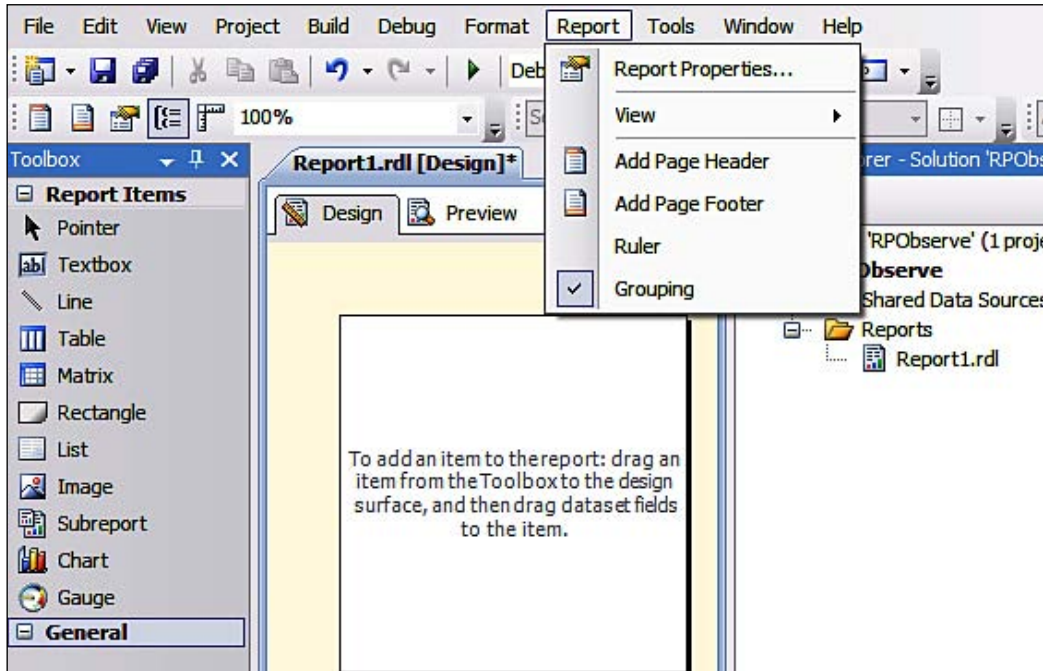 File Edit View Project Build Debug Format Report Tools Window Help
Report Properties...
View
Add Page Header
Add Page Footer
Ruler
Grouping
100%
Toolbox
Report Items
Pointer
Textbox
Line
Table
Matrix
Rectangle
List
Image
Subreport
Chart
Gauge
General
Report1.rdl [Design]*
Design Preview
To add an item to the report: drag an
item from the Toolbox to the design
surface, and then drag dataset fields
to the item.
- Solution 'RPObs
'RPObserve' (1 proje
Observe
Shared Data Sources
Reports
Report1.rdl